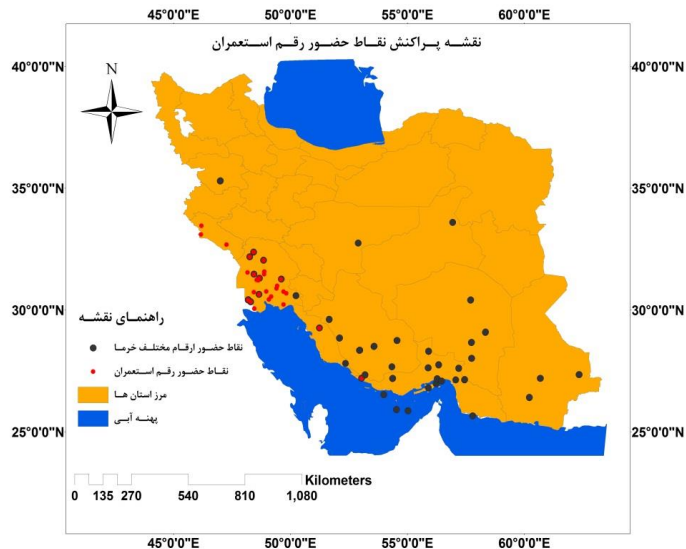 45°0'0"E 50°0'0"E 55°0'0"E 60°0'0"E
نقشه پراکنش نقاط حضور رقم استعمران
40°0'0"N 40°0'0"N
N
35°0'0"N 35°0'0"N
30°0'0"N 30°0'0"N
راهنمای نقشه
نقاط حضور ارقام مختلف خرما
نقاط حضور رقم استعمران
مرز استان ها
پهنه آبی
25°0'0"N 25°0'0"N
Kilometers
0 135 270 540 810 1,080
45°0'0"E 50°0'0"E 55°0'0"E 60°0'0"E